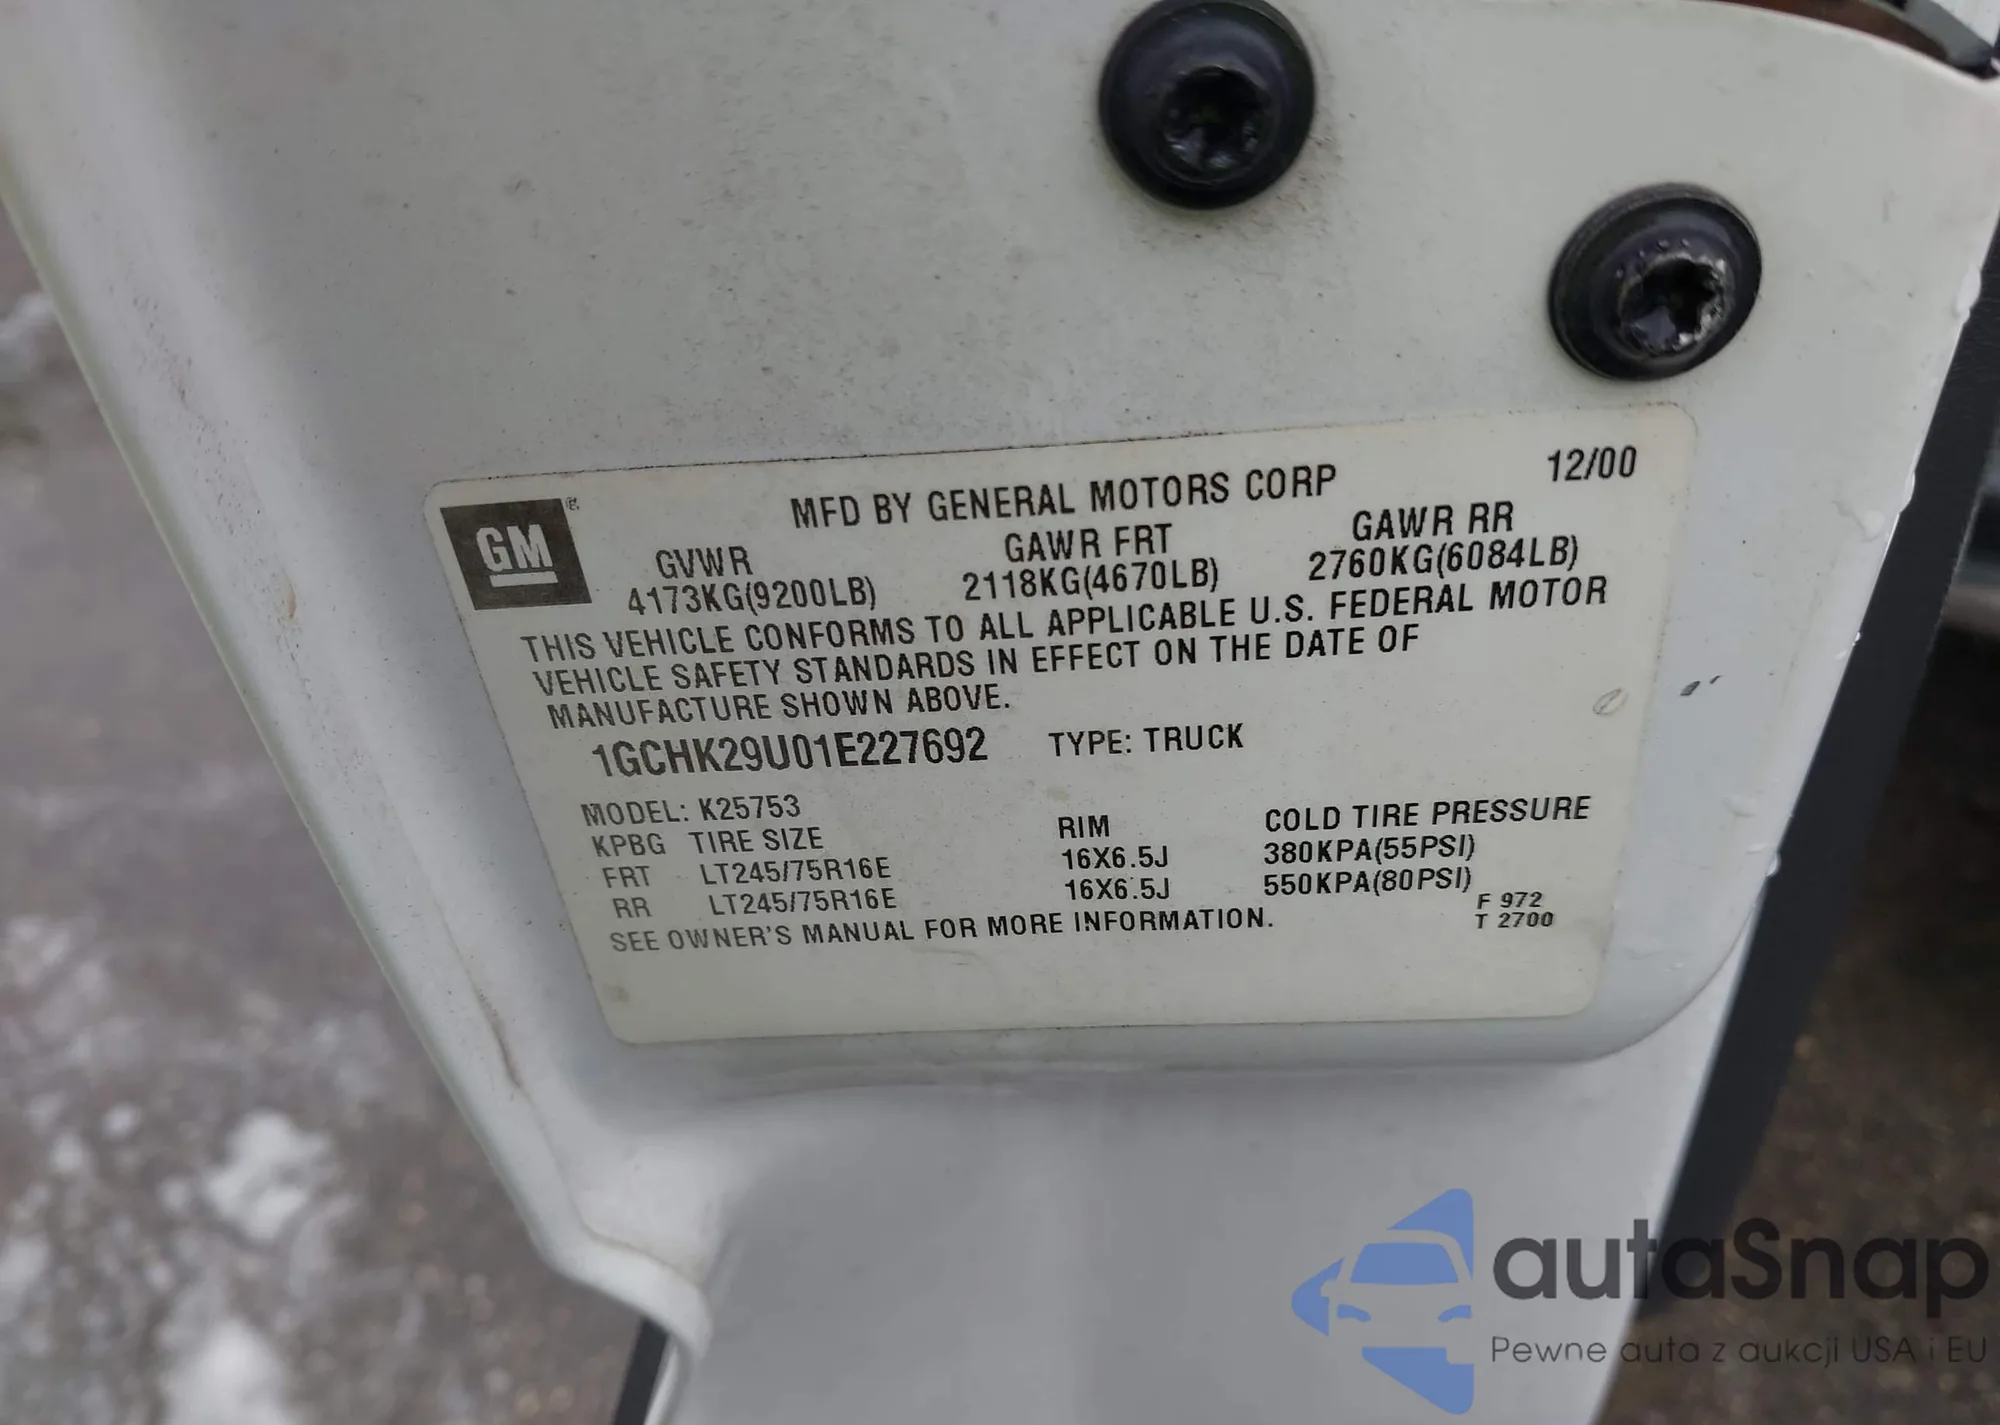 MFD BY GENERAL MOTORS CORP 12/00
GM
GVWR GAWR FRT GAWR RR
4173KG(9200LB) 2118KG(4670LB) 2760KG(6084LB)
THIS VEHICLE CONFORMS TO ALL APPLICABLE U.S. FEDERAL MOTOR
VEHICLE SAFETY STANDARDS IN EFFECT ON THE DATE OF
MANUFACTURE SHOWN ABOVE.
1GCHK29U01E227692 TYPE: TRUCK
MODEL: K25753
KPBG TIRE SIZE RIM COLD TIRE PRESSURE
FRT LT245/75R16E 16X6.5J 380KPA(55PSI)
RR LT245/75R16E 16X6.5J 550KPA(80PSI)
SEE OWNER'S MANUAL FOR MORE INFORMATION.
F 972
T 2700
autaSnap
Pewne auta z aukcji USA i EU